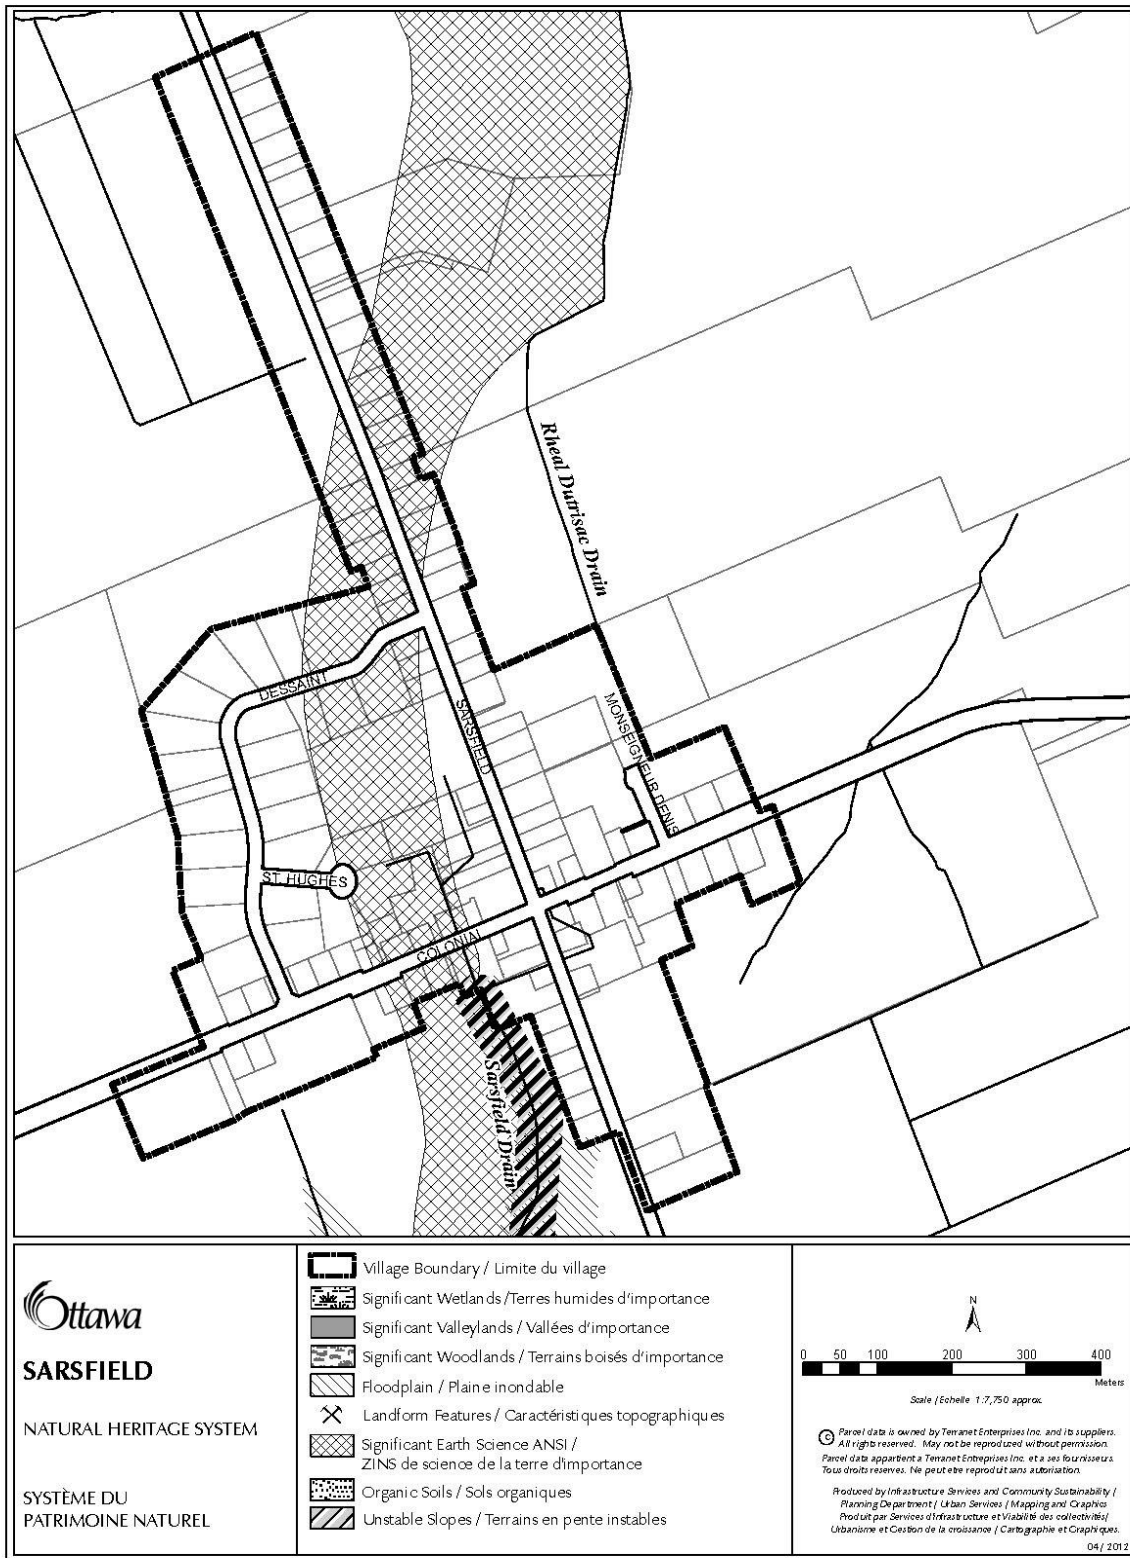 Rheal Dutrisac Drain
DESSAINT
SARSFIELD
MONSEIGNEUR DENIS
ST. HUGHES
COLONIAL
Sarsfield Drain
Ottawa
SARSFIELD
NATURAL HERITAGE SYSTEM
SYSTÈME DU
PATRIMOINE NATUREL
Village Boundary / Limite du village
Significant Wetlands /Terres humides d'importance
Significant Valleylands / Vallées d'importance
Significant Woodlands / Terrains boisés d'importance
Floodplain / Plaine inondable
Landform Features / Caractéristiques topographiques
Significant Earth Science ANSI /
ZINS de science de la terre d'importance
Organic Soils / Sols organiques
Unstable Slopes / Terrains en pente instables
N
0 50 100 200 300 400
Meters
Scale / Echelle 1:7,750 approx.
© Parcel data is owned by Terranet Enterprises Inc. and its suppliers.
All rights reserved. May not be reproduced without permission.
Parcel data appartient a Terranet Entreprises Inc. et a ses fournisseurs.
Tous droits reserves. Ne peut etre reproduit sans autorisation.
Produced by Infrastructure Services and Community Sustainability /
Planning Department / Urban Services / Mapping and Graphics
Produit par Services d'infrastructure et Viabilité des collectivités/
Urbanisme et Gestion de la croissance / Cartographie et Graphiques.
04/ 2012